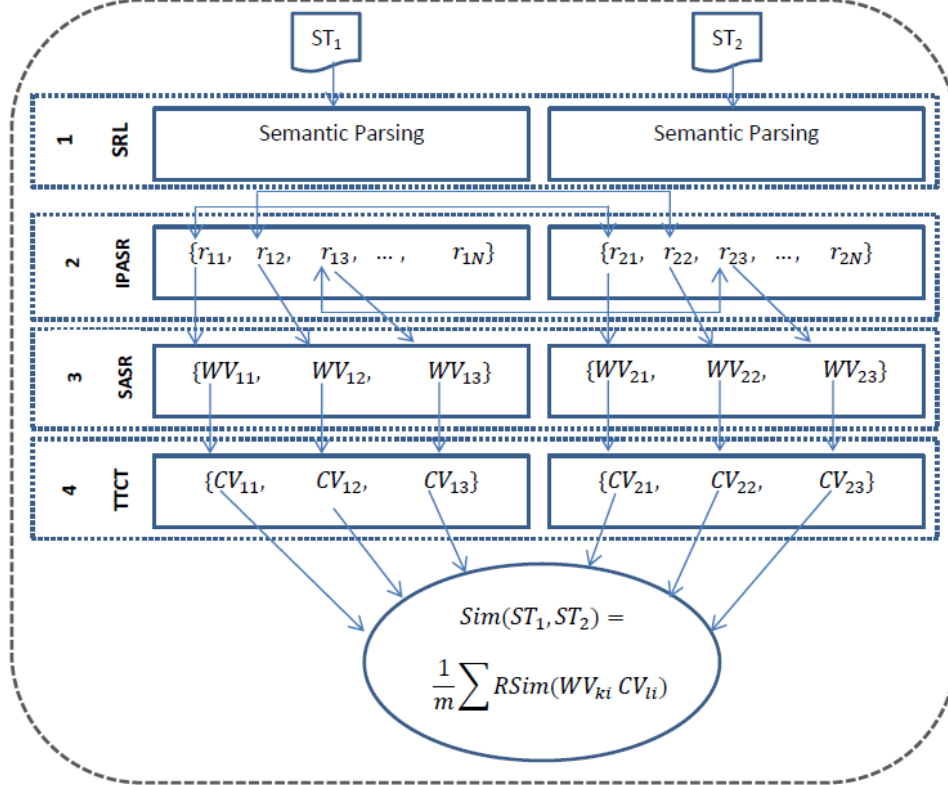 ST₁ ST₂
1 SRL Semantic Parsing Semantic Parsing
2 IPASR {r₁₁, r₁₂, r₁₃, ... , r₁N} {r₂₁, r₂₂, r₂₃, ..., r₂N}
3 SASR {WV₁₁, WV₁₂, WV₁₃} {WV₂₁, WV₂₂, WV₂₃}
4 TTCT {CV₁₁, CV₁₂, CV₁₃} {CV₂₁, CV₂₂, CV₂₃}
Sim(ST₁, ST₂) =
1/m ∑ RSim(WVₖᵢ CVₗᵢ)